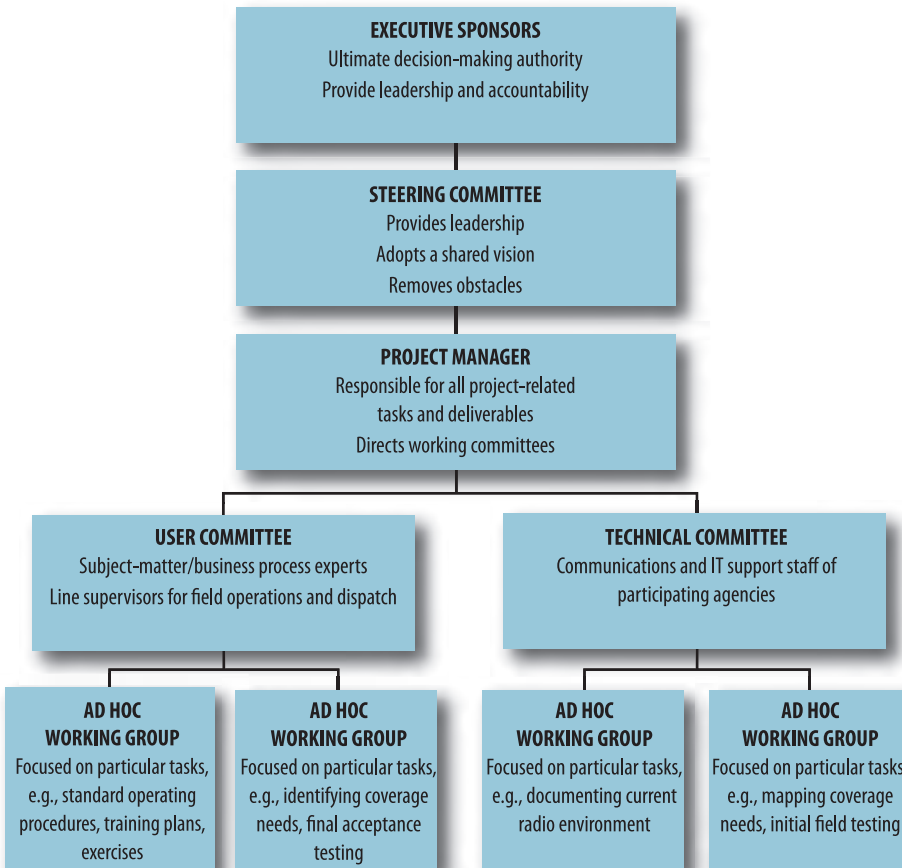 EXECUTIVE SPONSORS
Ultimate decision-making authority
Provide leadership and accountability
STEERING COMMITTEE
Provides leadership
Adopts a shared vision
Removes obstacles
PROJECT MANAGER
Responsible for all project-related
tasks and deliverables
Directs working committees
USER COMMITTEE
Subject-matter/business process experts
Line supervisors for field operations and dispatch
TECHNICAL COMMITTEE
Communications and IT support staff of
participating agencies
AD HOC
WORKING GROUP
Focused on particular tasks,
e.g., standard operating
procedures, training plans,
exercises
AD HOC
WORKING GROUP
Focused on particular tasks,
e.g., identifying coverage
needs, final acceptance
testing
AD HOC
WORKING GROUP
Focused on particular tasks,
e.g., documenting current
radio environment
AD HOC
WORKING GROUP
Focused on particular tasks
e.g., mapping coverage
needs, initial field testing